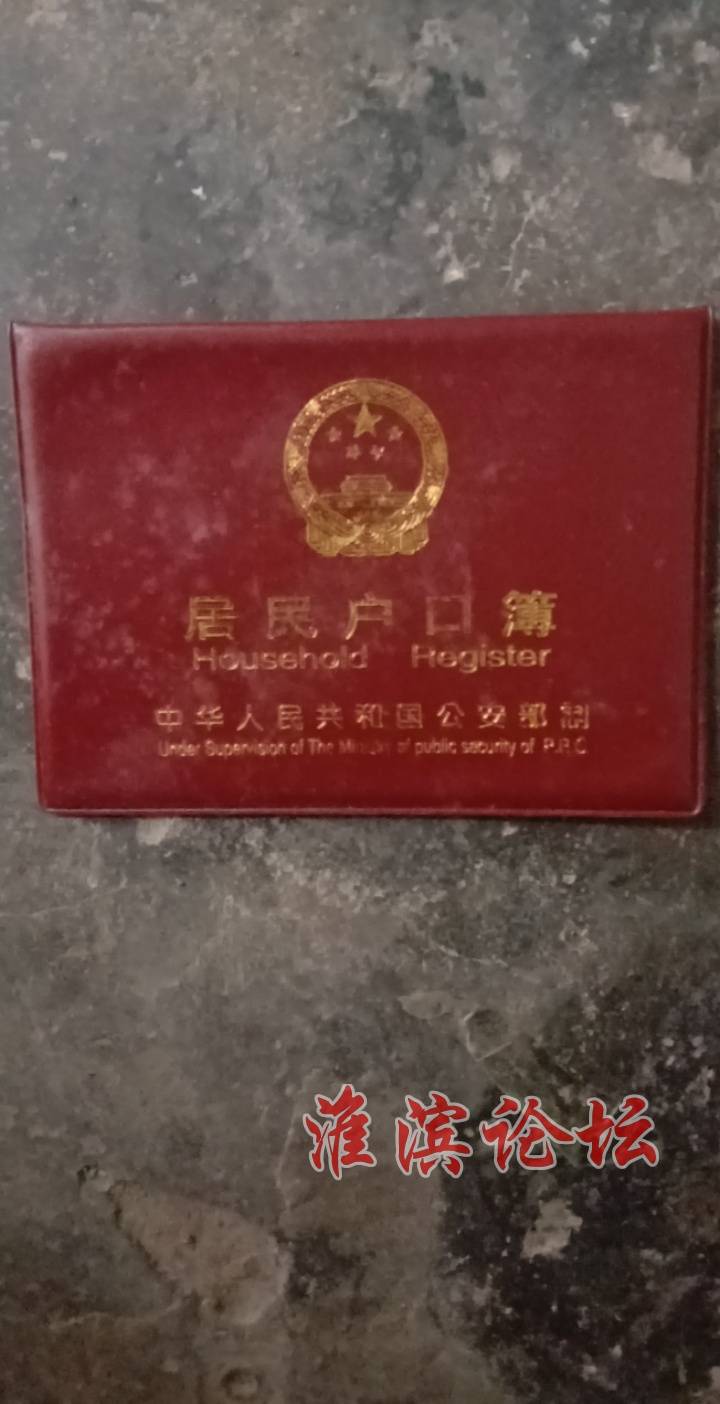 居民户口簿
Household Register
中华人民共和国公安部制
Under Supervision of The Ministry of public security of P.R.C
淮滨论坛